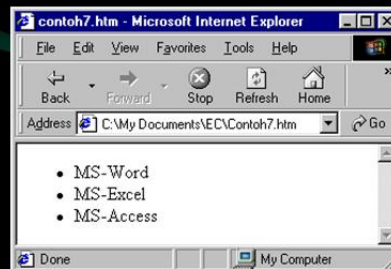 contoh7.htm - Microsoft Internet Explorer
File Edit View Favorites Tools Help
Back Forward Stop Refresh Home
Address C:\My Documents\EC\Contoh7.htm Go
• MS-Word
• MS-Excel
• MS-Access
Done My Computer